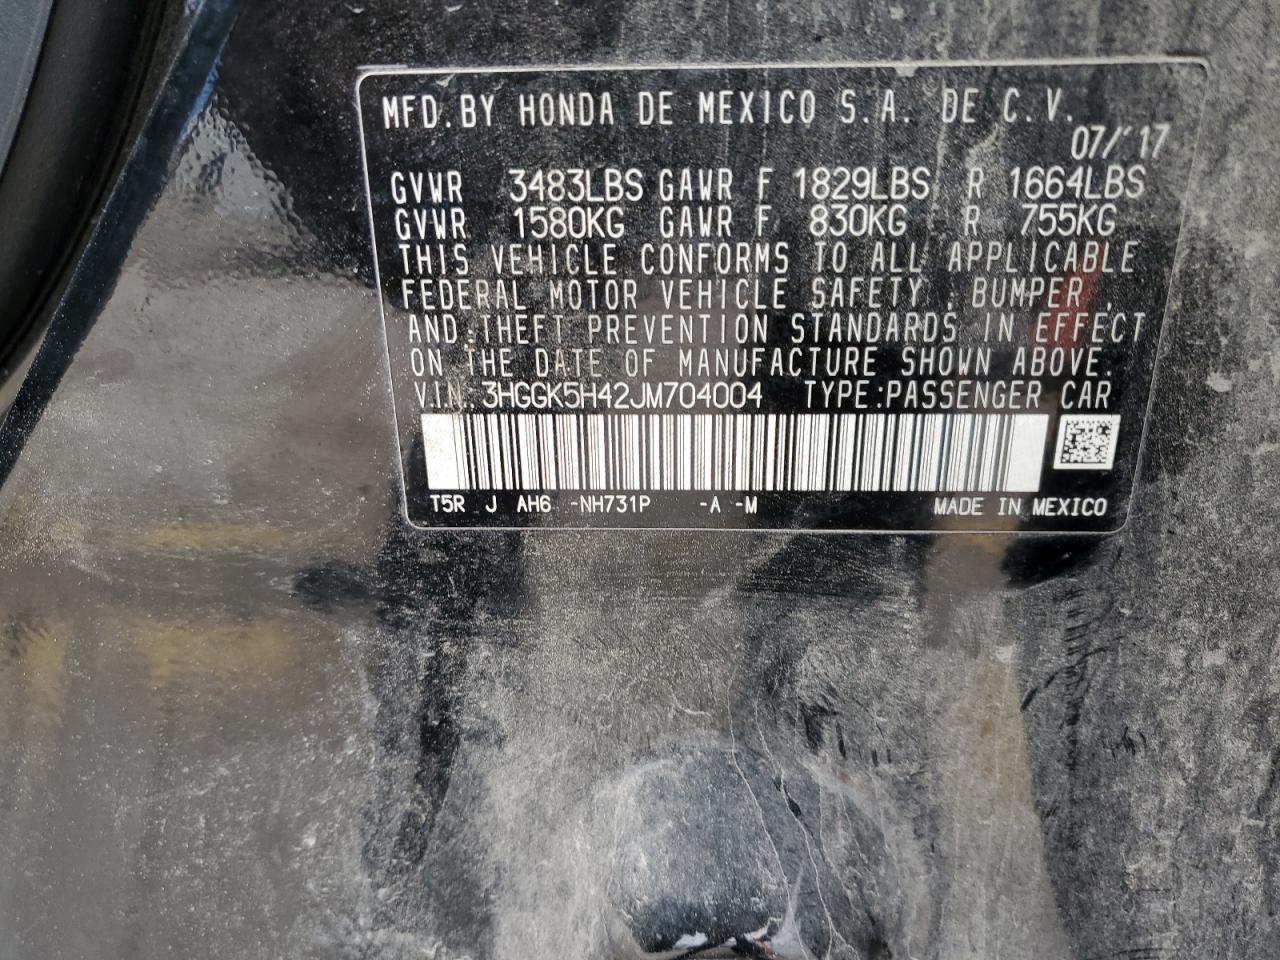 MFD. BY HONDA DE MEXICO S.A. DE C.V.
07/'17
GVWR 3483LBS GAWR F 1829LBS R 1664LBS
GVWR 1580KG GAWR F 830KG R 755KG
THIS VEHICLE CONFORMS TO ALL APPLICABLE
FEDERAL MOTOR VEHICLE SAFETY , BUMPER ,
AND THEFT PREVENTION STANDARDS IN EFFECT
ON THE DATE OF MANUFACTURE SHOWN ABOVE.
V.I.N. 3HGGK5H42JM704004 TYPE:PASSENGER CAR
T5R J AH6 -NH731P -A -M MADE IN MEXICO